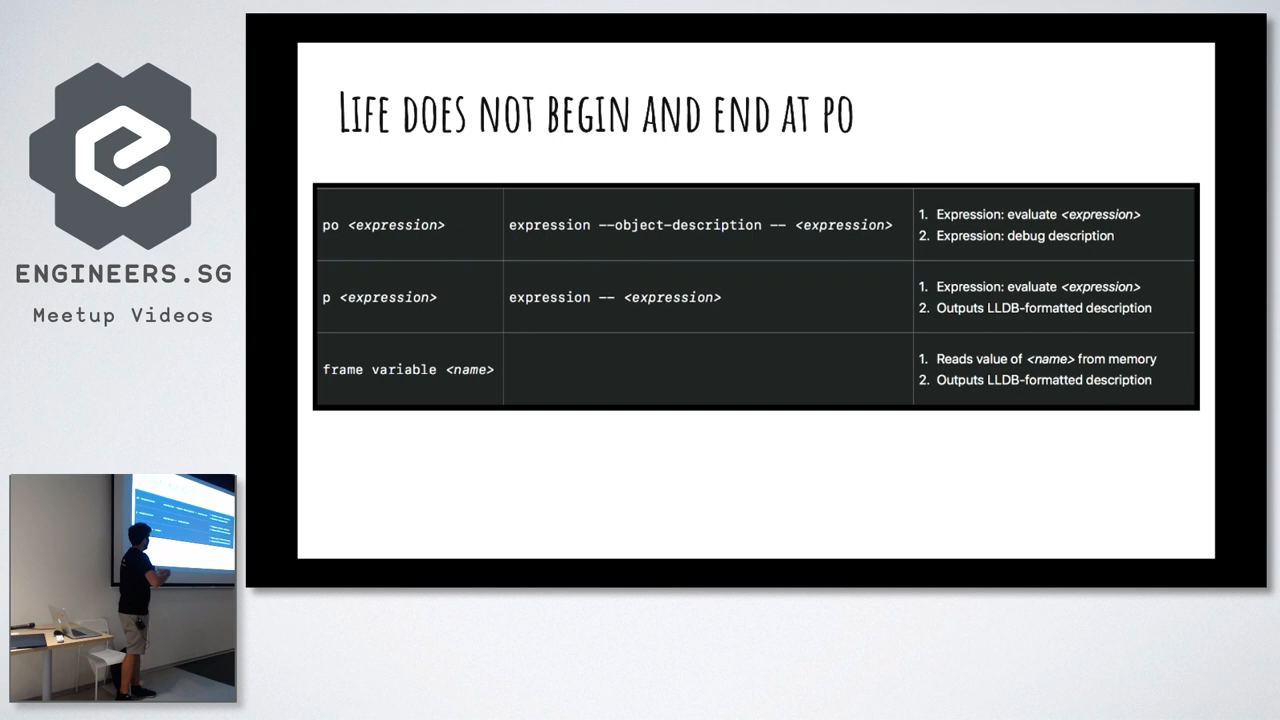 ENGINEERS.SG
Meetup Videos
LIFE DOES NOT BEGIN AND END AT PO
po <expression>
expression --object-description -- <expression>
1. Expression: evaluate <expression>
2. Expression: debug description
p <expression>
expression -- <expression>
1. Expression: evaluate <expression>
2. Outputs LLDB-formatted description
frame variable <name>
1. Reads value of <name> from memory
2. Outputs LLDB-formatted description